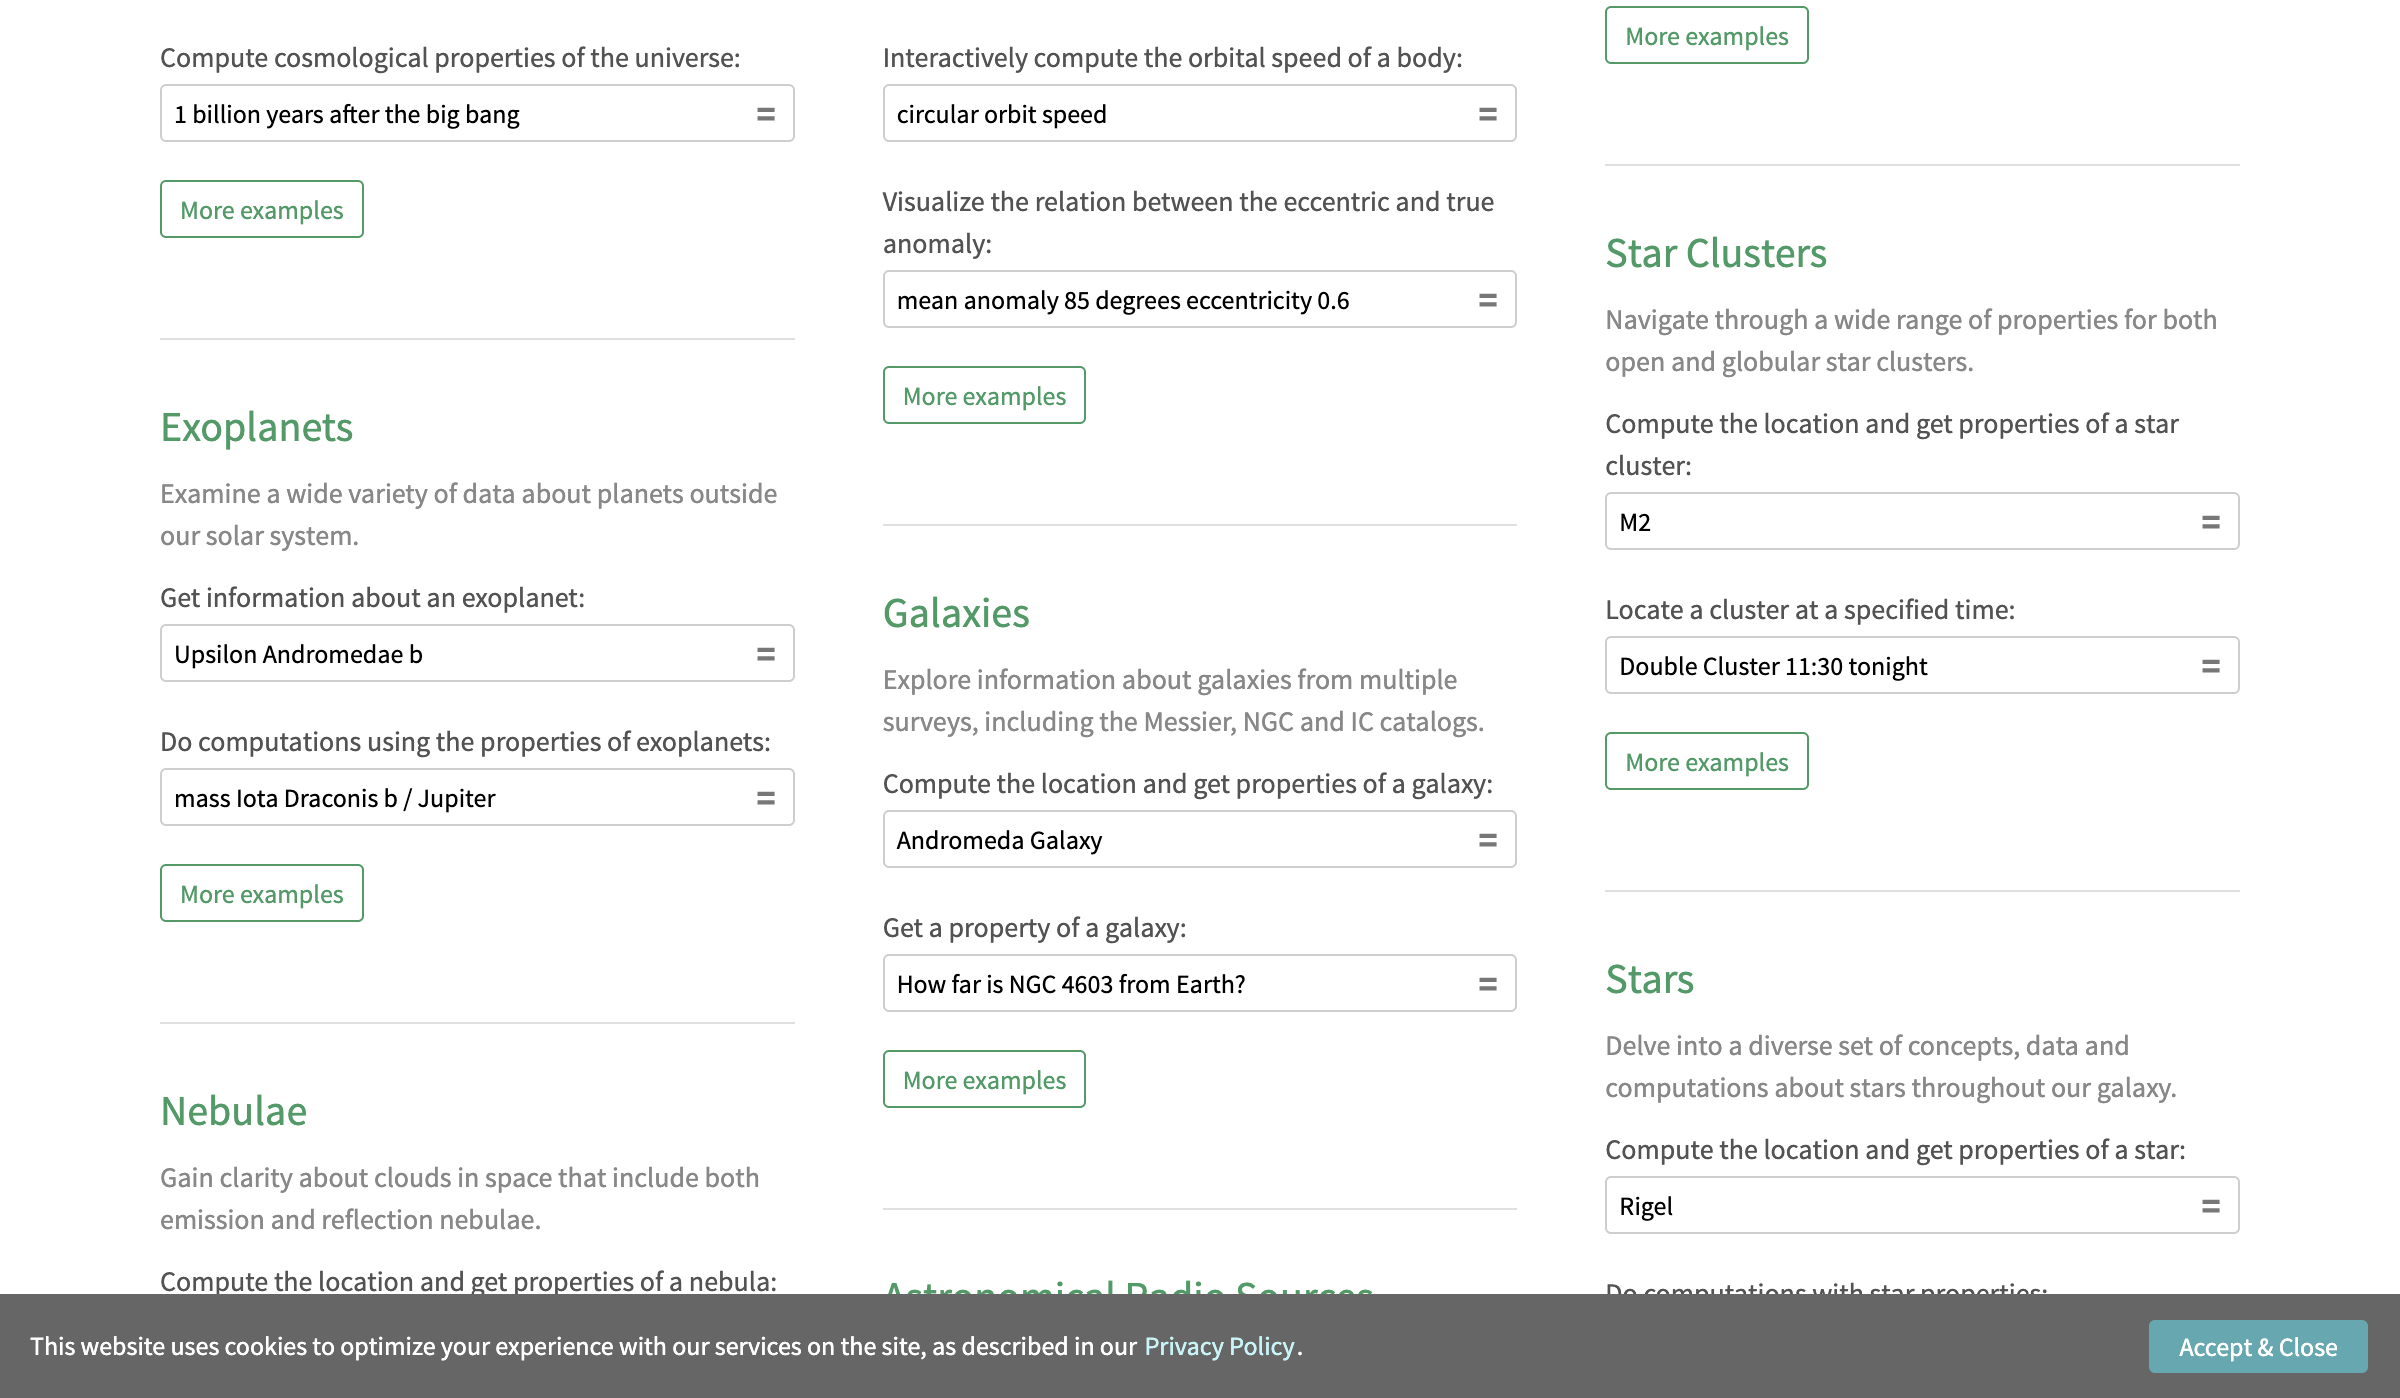 Compute cosmological properties of the universe:
1 billion years after the big bang
=
More examples
Exoplanets
Examine a wide variety of data about planets outside
our solar system.
Get information about an exoplanet:
Upsilon Andromedae b
=
Do computations using the properties of exoplanets:
mass Iota Draconis b / Jupiter
=
More examples
Nebulae
Gain clarity about clouds in space that include both
emission and reflection nebulae.
Compute the location and get properties of a nebula:
Interactively compute the orbital speed of a body:
circular orbit speed
=
Visualize the relation between the eccentric and true
anomaly:
mean anomaly 85 degrees eccentricity 0.6
=
More examples
Galaxies
Explore information about galaxies from multiple
surveys, including the Messier, NGC and IC catalogs.
Compute the location and get properties of a galaxy:
Andromeda Galaxy
=
Get a property of a galaxy:
How far is NGC 4603 from Earth?
=
More examples
Astronomical Radio Sources
More examples
Star Clusters
Navigate through a wide range of properties for both
open and globular star clusters.
Compute the location and get properties of a star
cluster:
M2
=
Locate a cluster at a specified time:
Double Cluster 11:30 tonight
=
More examples
Stars
Delve into a diverse set of concepts, data and
computations about stars throughout our galaxy.
Compute the location and get properties of a star:
Rigel
=
Do computations with star properties:
This website uses cookies to optimize your experience with our services on the site, as described in our Privacy Policy.
Accept & Close